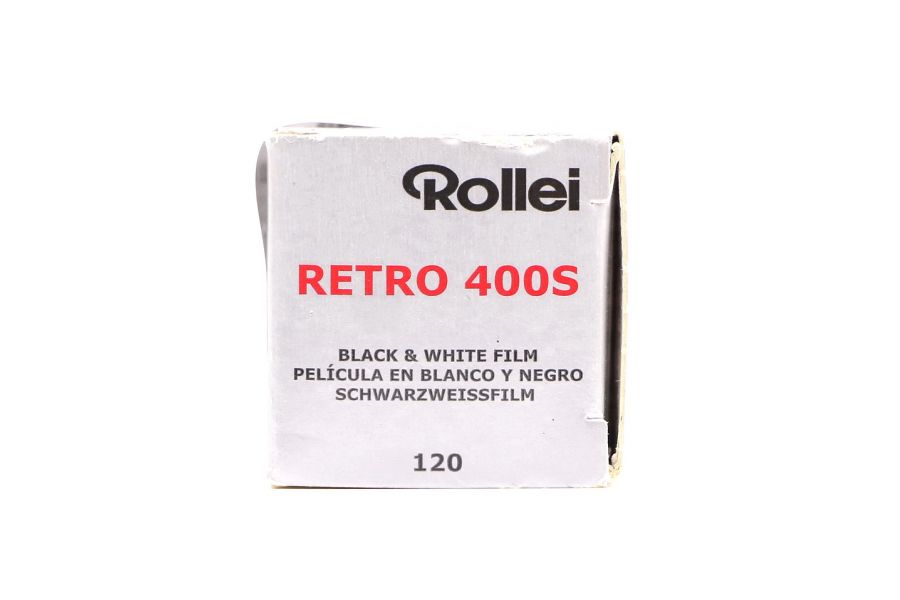 Rollei
RETRO 400S
BLACK & WHITE FILM
PELÍCULA EN BLANCO Y NEGRO
SCHWARZWEISSFILM
120